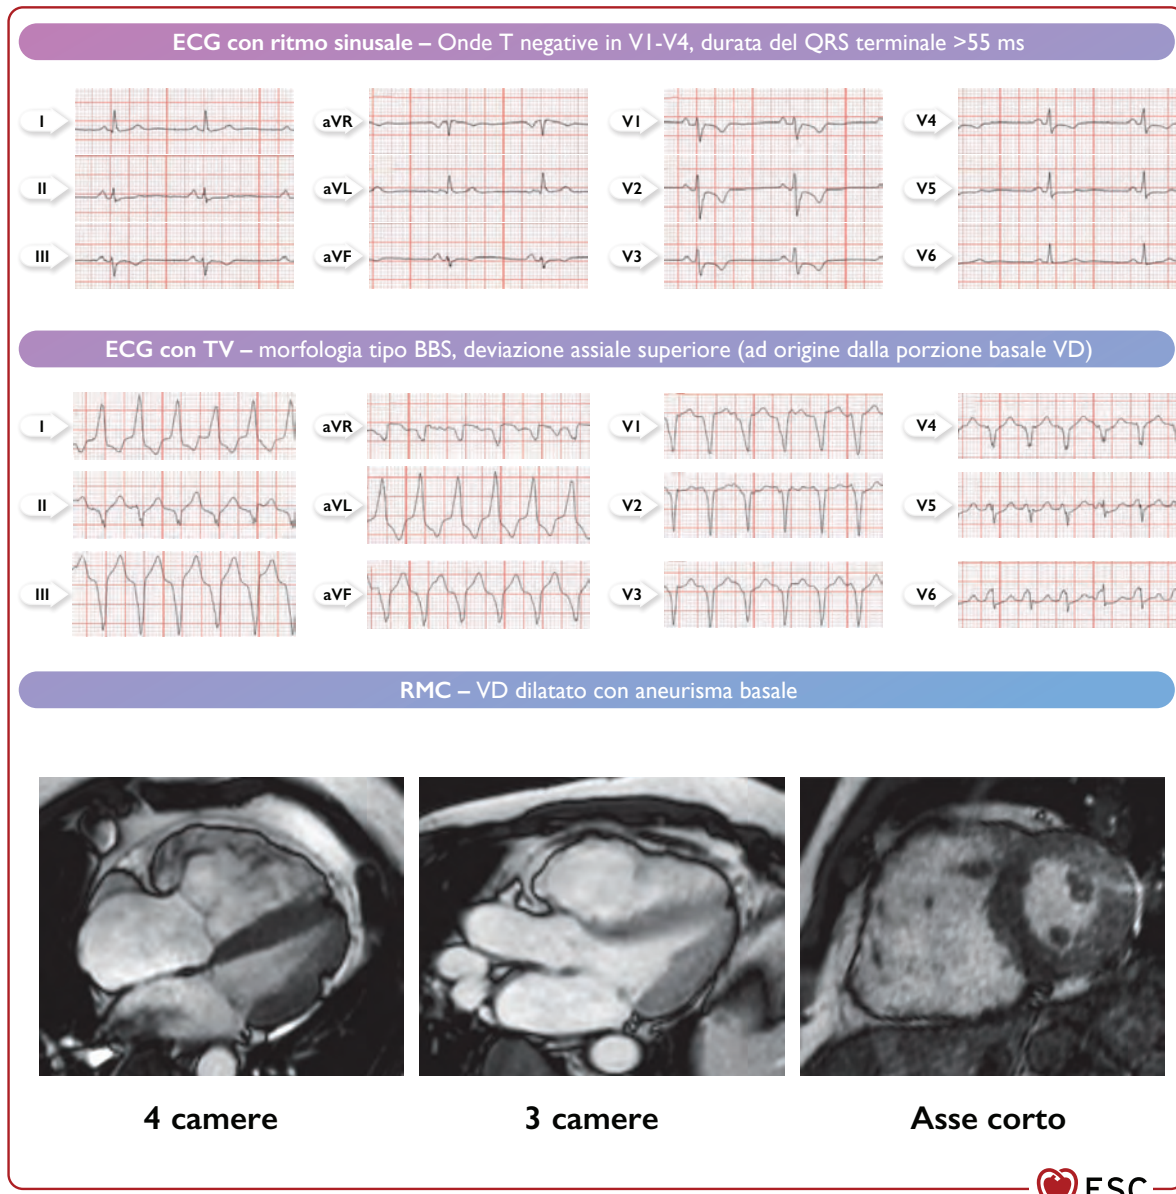 ECG con ritmo sinusale – Onde T negative in V1-V4, durata del QRS terminale >55 ms
I
aVR
V1
V4
II
aVL
V2
V5
III
aVF
V3
V6
ECG con TV – morfologia tipo BBS, deviazione assiale superiore (ad origine dalla porzione basale VD)
I
aVR
V1
V4
II
aVL
V2
V5
III
aVF
V3
V6
RMC – VD dilatato con aneurisma basale
4 camere
3 camere
Asse corto
ESC